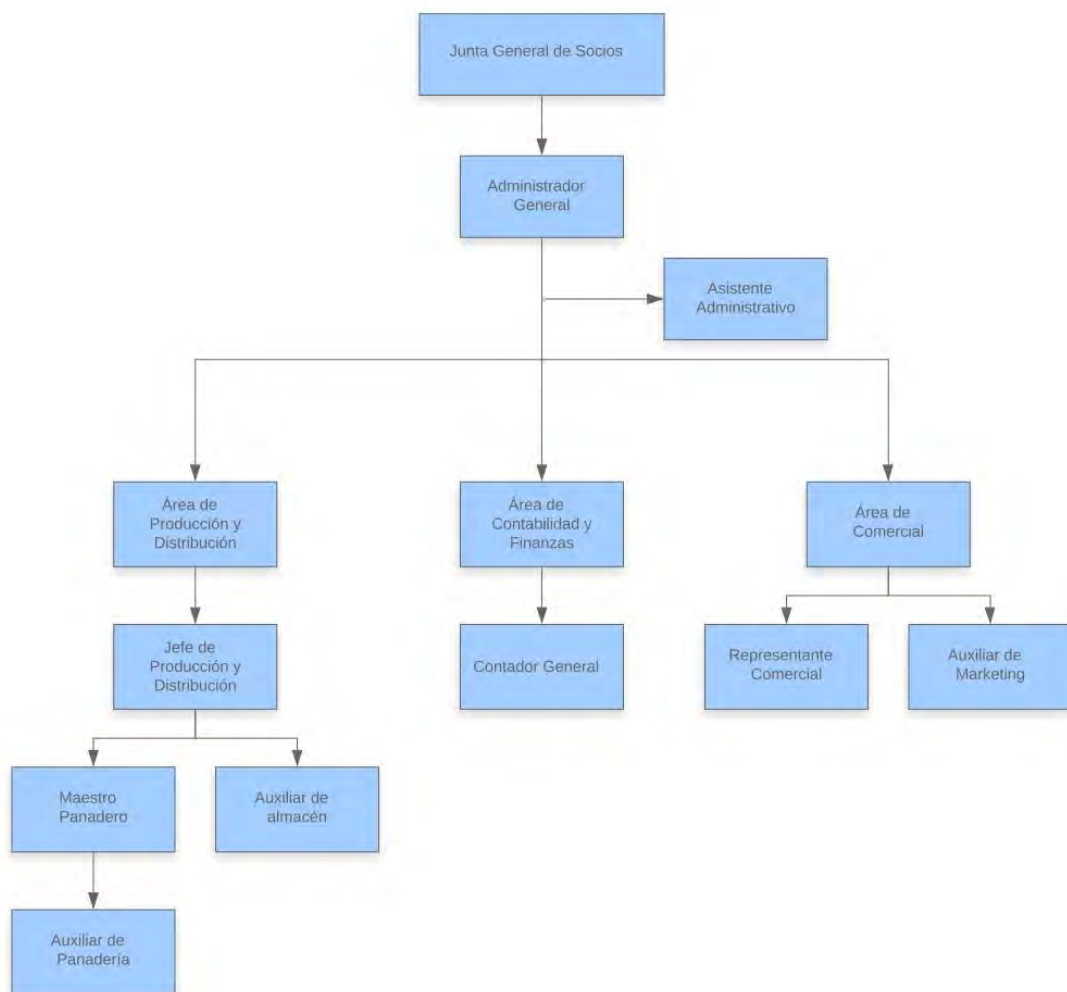 Junta General de Socios
Administrador
General
Asistente
Administrativo
Área de
Producción y
Distribución
Área de
Contabilidad y
Finanzas
Área de
Comercial
Jefe de
Producción y
Distribución
Contador General
Representante
Comercial
Auxiliar de
Marketing
Maestro
Panadero
Auxiliar de
almacén
Auxiliar de
Panadería